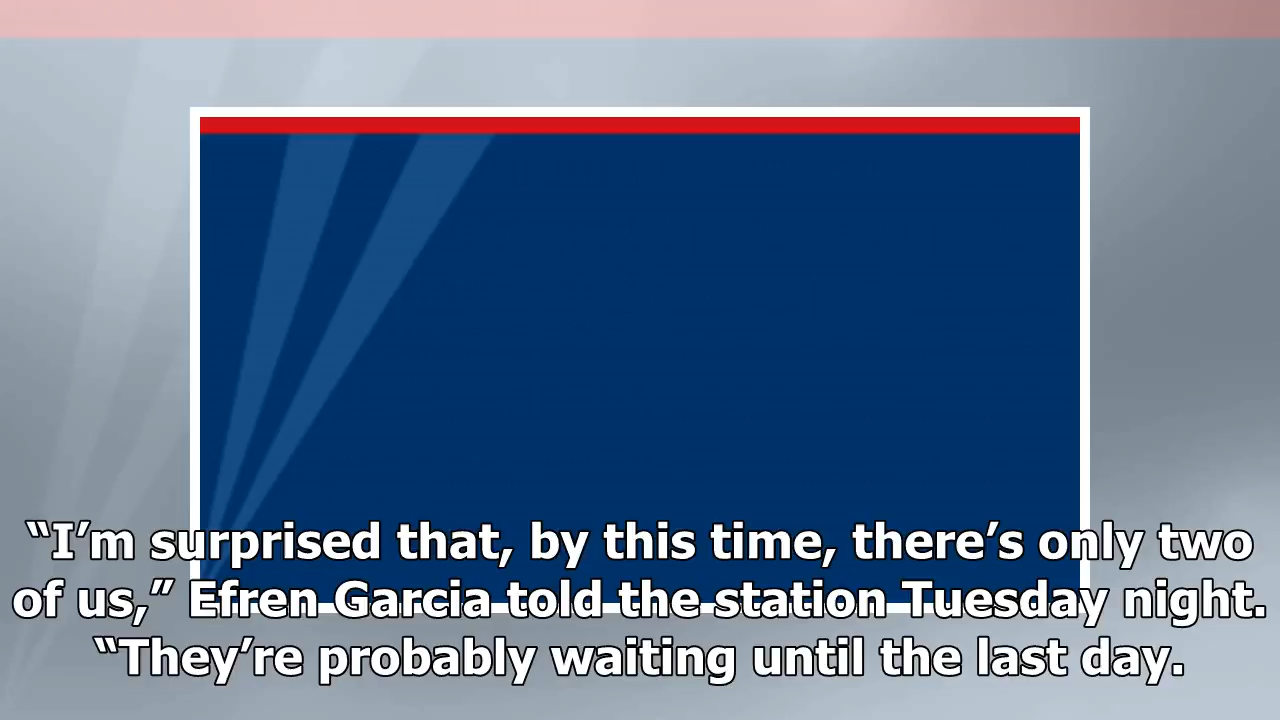 “I’m surprised that, by this time, there’s only two
of us,” Efren Garcia told the station Tuesday night.
“They’re probably waiting until the last day.